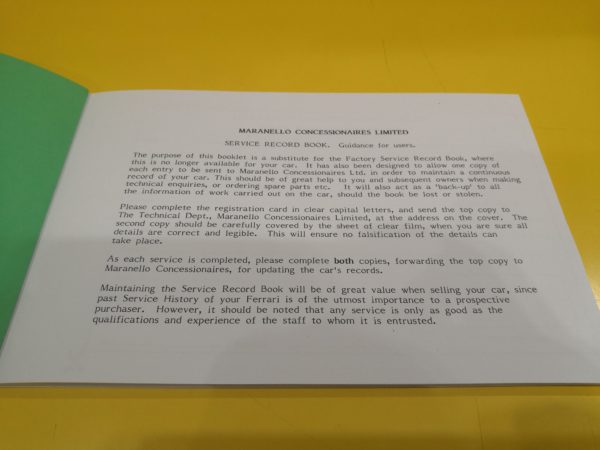 MARANELLO CONCESSIONAIRES LIMITED
SERVICE RECORD BOOK. Guidance for users.
The purpose of this booklet is a substitute for the Factory Service Record Book, where
this is no longer available for your car. It has also been designed to allow one copy of
each entry to be sent to Maranello Concessionaires Ltd. in order to maintain a continuous
record of your car. This should be of great help to you and subsequent owners when making
technical enquiries, or ordering spare parts etc. It will also act as a 'back-up' to all
the information of work carried out on the car, should the book be lost or stolen.
Please complete the registration card in clear capital letters, and send the top copy to
The Technical Dept., Maranello Concessionaires Limited, at the address on the cover. The
second copy should be carefully covered by the sheet of clear film, when you are sure all
details are correct and legible. This will ensure no falsification of the details can
take place.
As each service is completed, please complete both copies, forwarding the top copy to
Maranello Concessionaires, for updating the car's records.
Maintaining the Service Record Book will be of great value when selling your car, since
past Service History of your Ferrari is of the utmost importance to a prospective
purchaser. However, it should be noted that any service is only as good as the
qualifications and experience of the staff to whom it is entrusted.